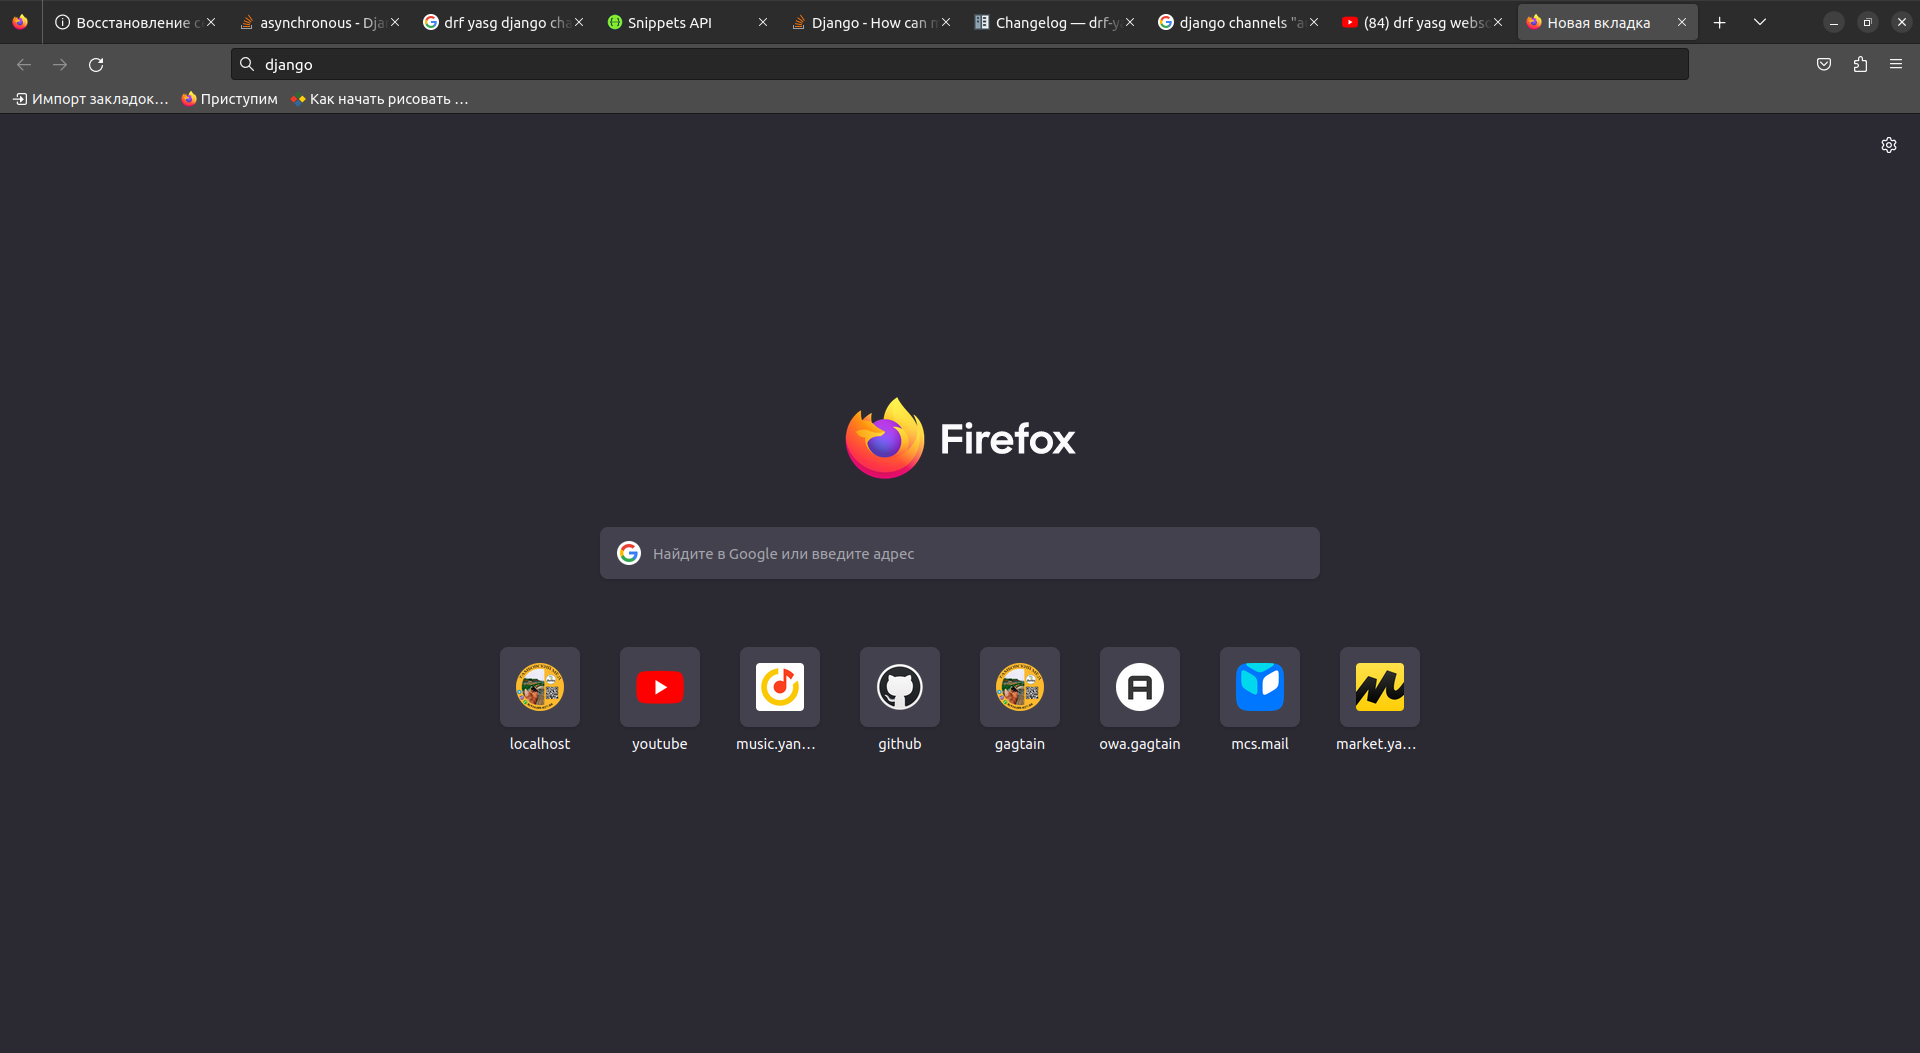 Восстановление с
asynchronous - Dja
drf yasg django cha
Snippets API
Django - How can
Changelog — drf-y
django channels "a
(84) drf yasg webso
Новая вкладка
django
Импорт закладок…
Приступим
Как начать рисовать …
Firefox
Найдите в Google или введите адрес
localhost
youtube
music.yan…
github
gagtain
owa.gagtain
mcs.mail
market.ya…